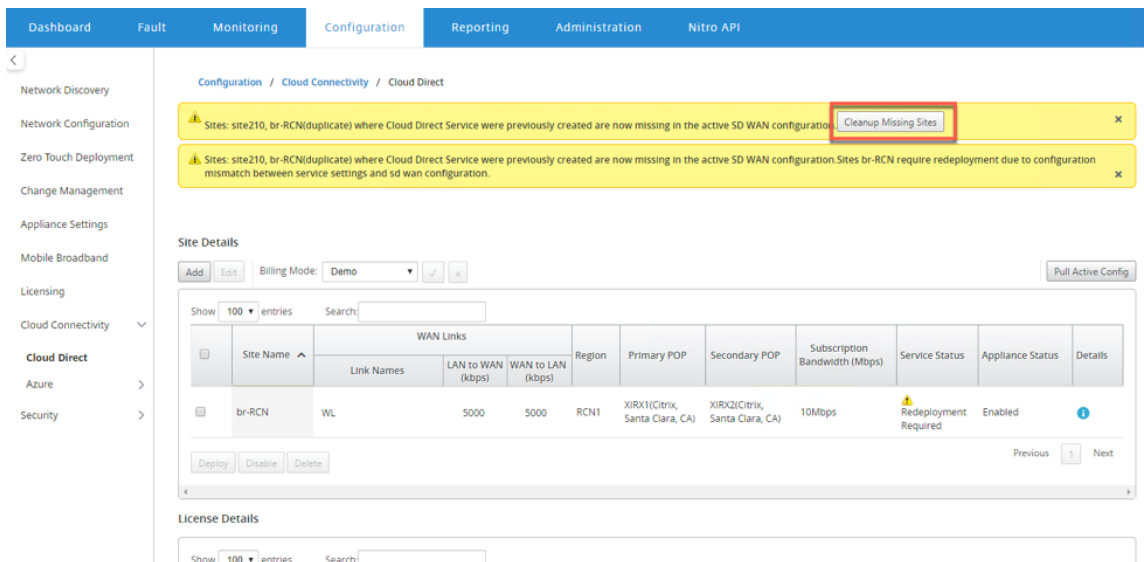 Dashboard Fault Monitoring Configuration Reporting Administration Nitro API
Configuration / Cloud Connectivity / Cloud Direct
Network Discovery
Network Configuration
Zero Touch Deployment
Change Management
Appliance Settings
Mobile Broadband
Licensing
Cloud Connectivity
Cloud Direct
Azure
Security
Sites: site210, br-RCN(duplicate) where Cloud Direct Service were previously created are now missing in the active SD WAN configuration. Cleanup Missing Sites x
Sites: site210, br-RCN(duplicate) where Cloud Direct Service were previously created are now missing in the active SD WAN configuration.Sites br-RCN require redeployment due to configuration
mismatch between service settings and sd wan configuration. x
Site Details
Add Edit Billing Mode: Demo x Pull Active Config
Show 100 entries Search:
Site Name
WAN Links
Link Names
LAN to WAN
(kbps)
WAN to LAN
(kbps)
Region
Primary POP
Secondary POP
Subscription
Bandwidth (Mbps)
Service Status
Appliance Status
Details
br-RCN
WL
5000
5000
RCN1
XIRX1(Citrix,
Santa Clara, CA)
XIRX2(Citrix,
Santa Clara, CA)
10Mbps
Redeployment
Required
Enabled
Previous 1 Next
Deploy Disable Delete
License Details
Show 100 entries Search: